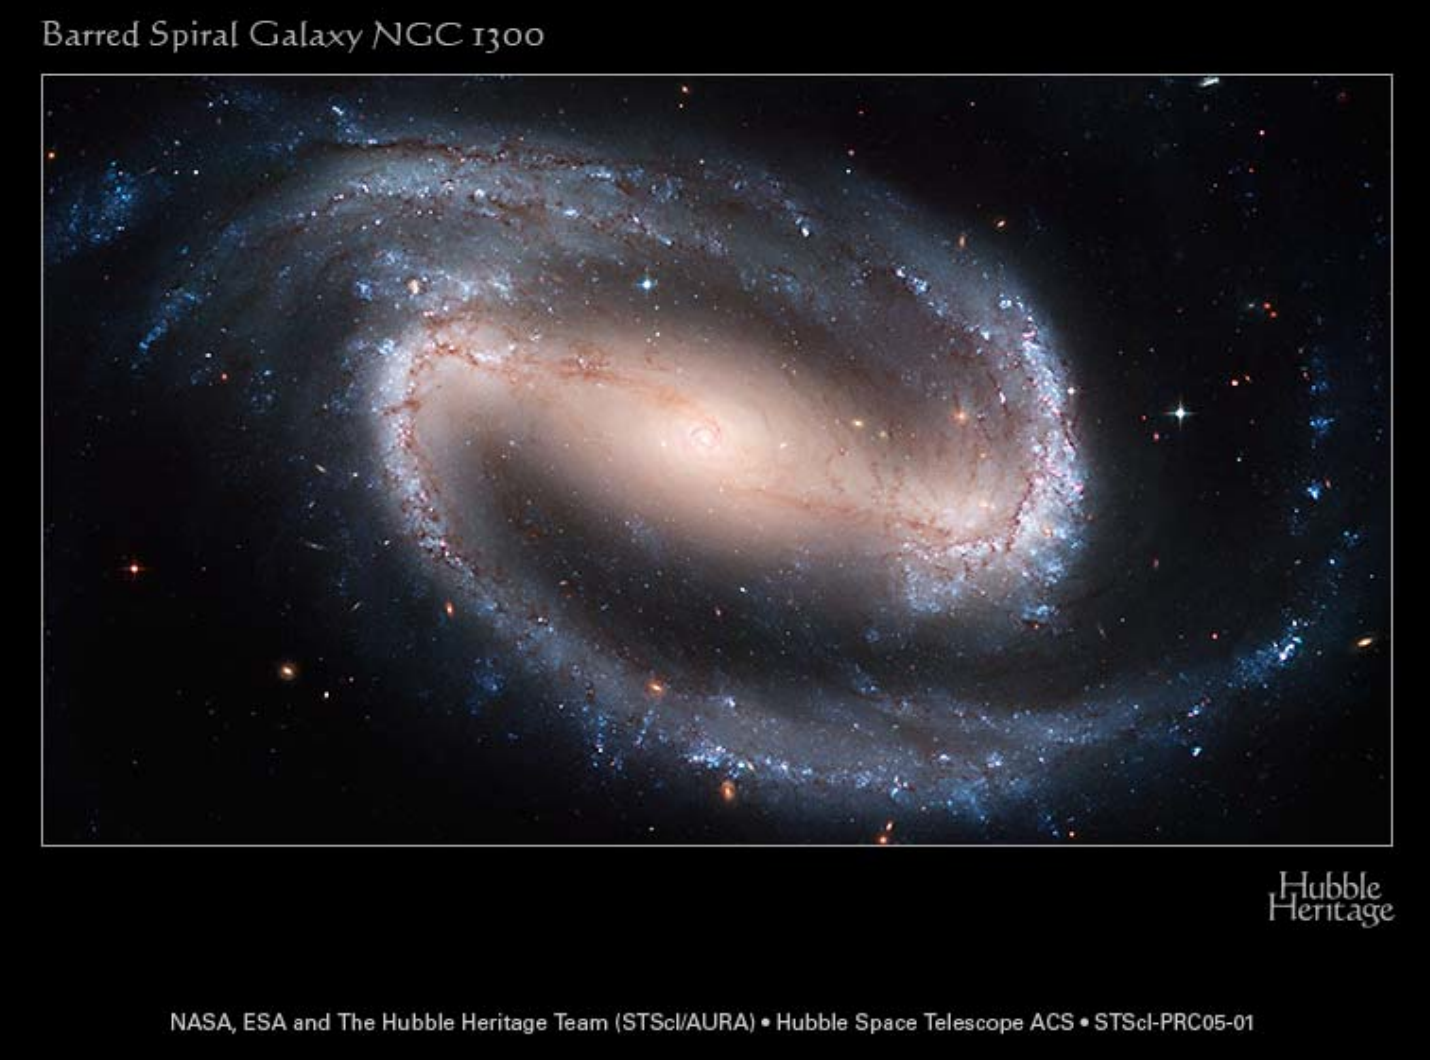 Barred Spiral Galaxy NGC 1300
Hubble
Heritage
NASA, ESA and The Hubble Heritage Team (STScI/AURA) • Hubble Space Telescope ACS • STScI-PRC05-01